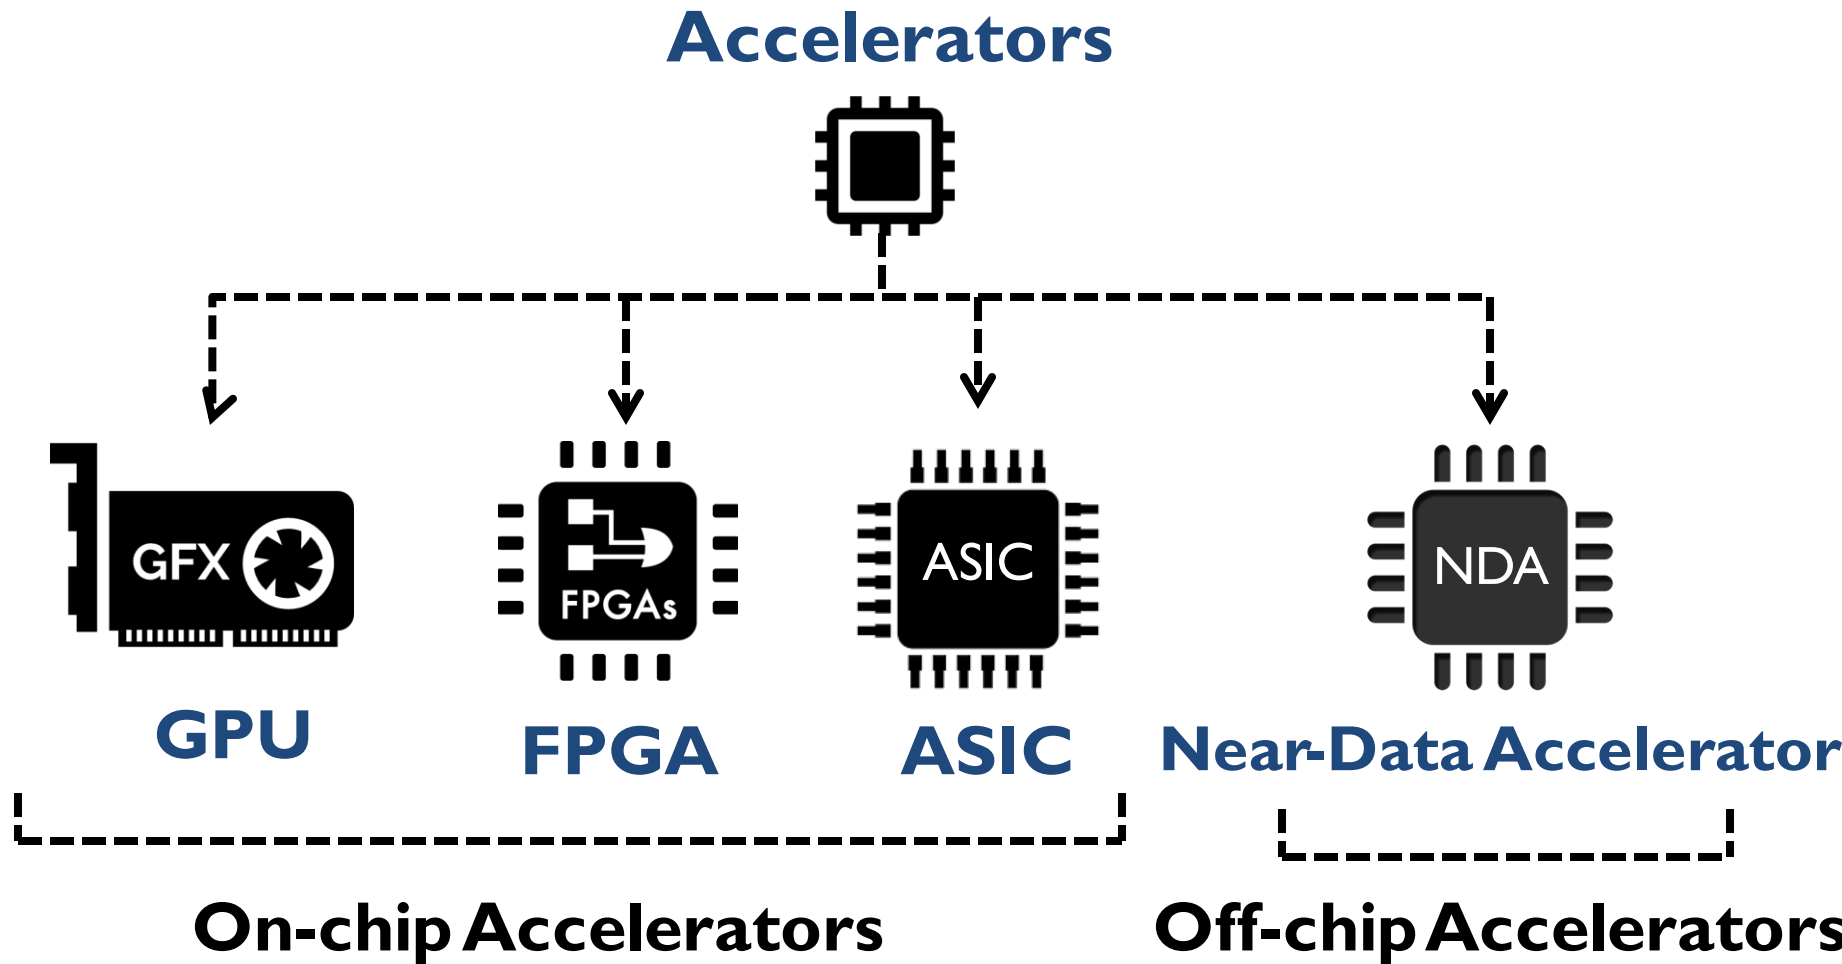 Accelerators
GFX
FPGAs
ASIC
NDA
GPU
FPGA
ASIC
Near-Data Accelerator
On-chip Accelerators
Off-chip Accelerators